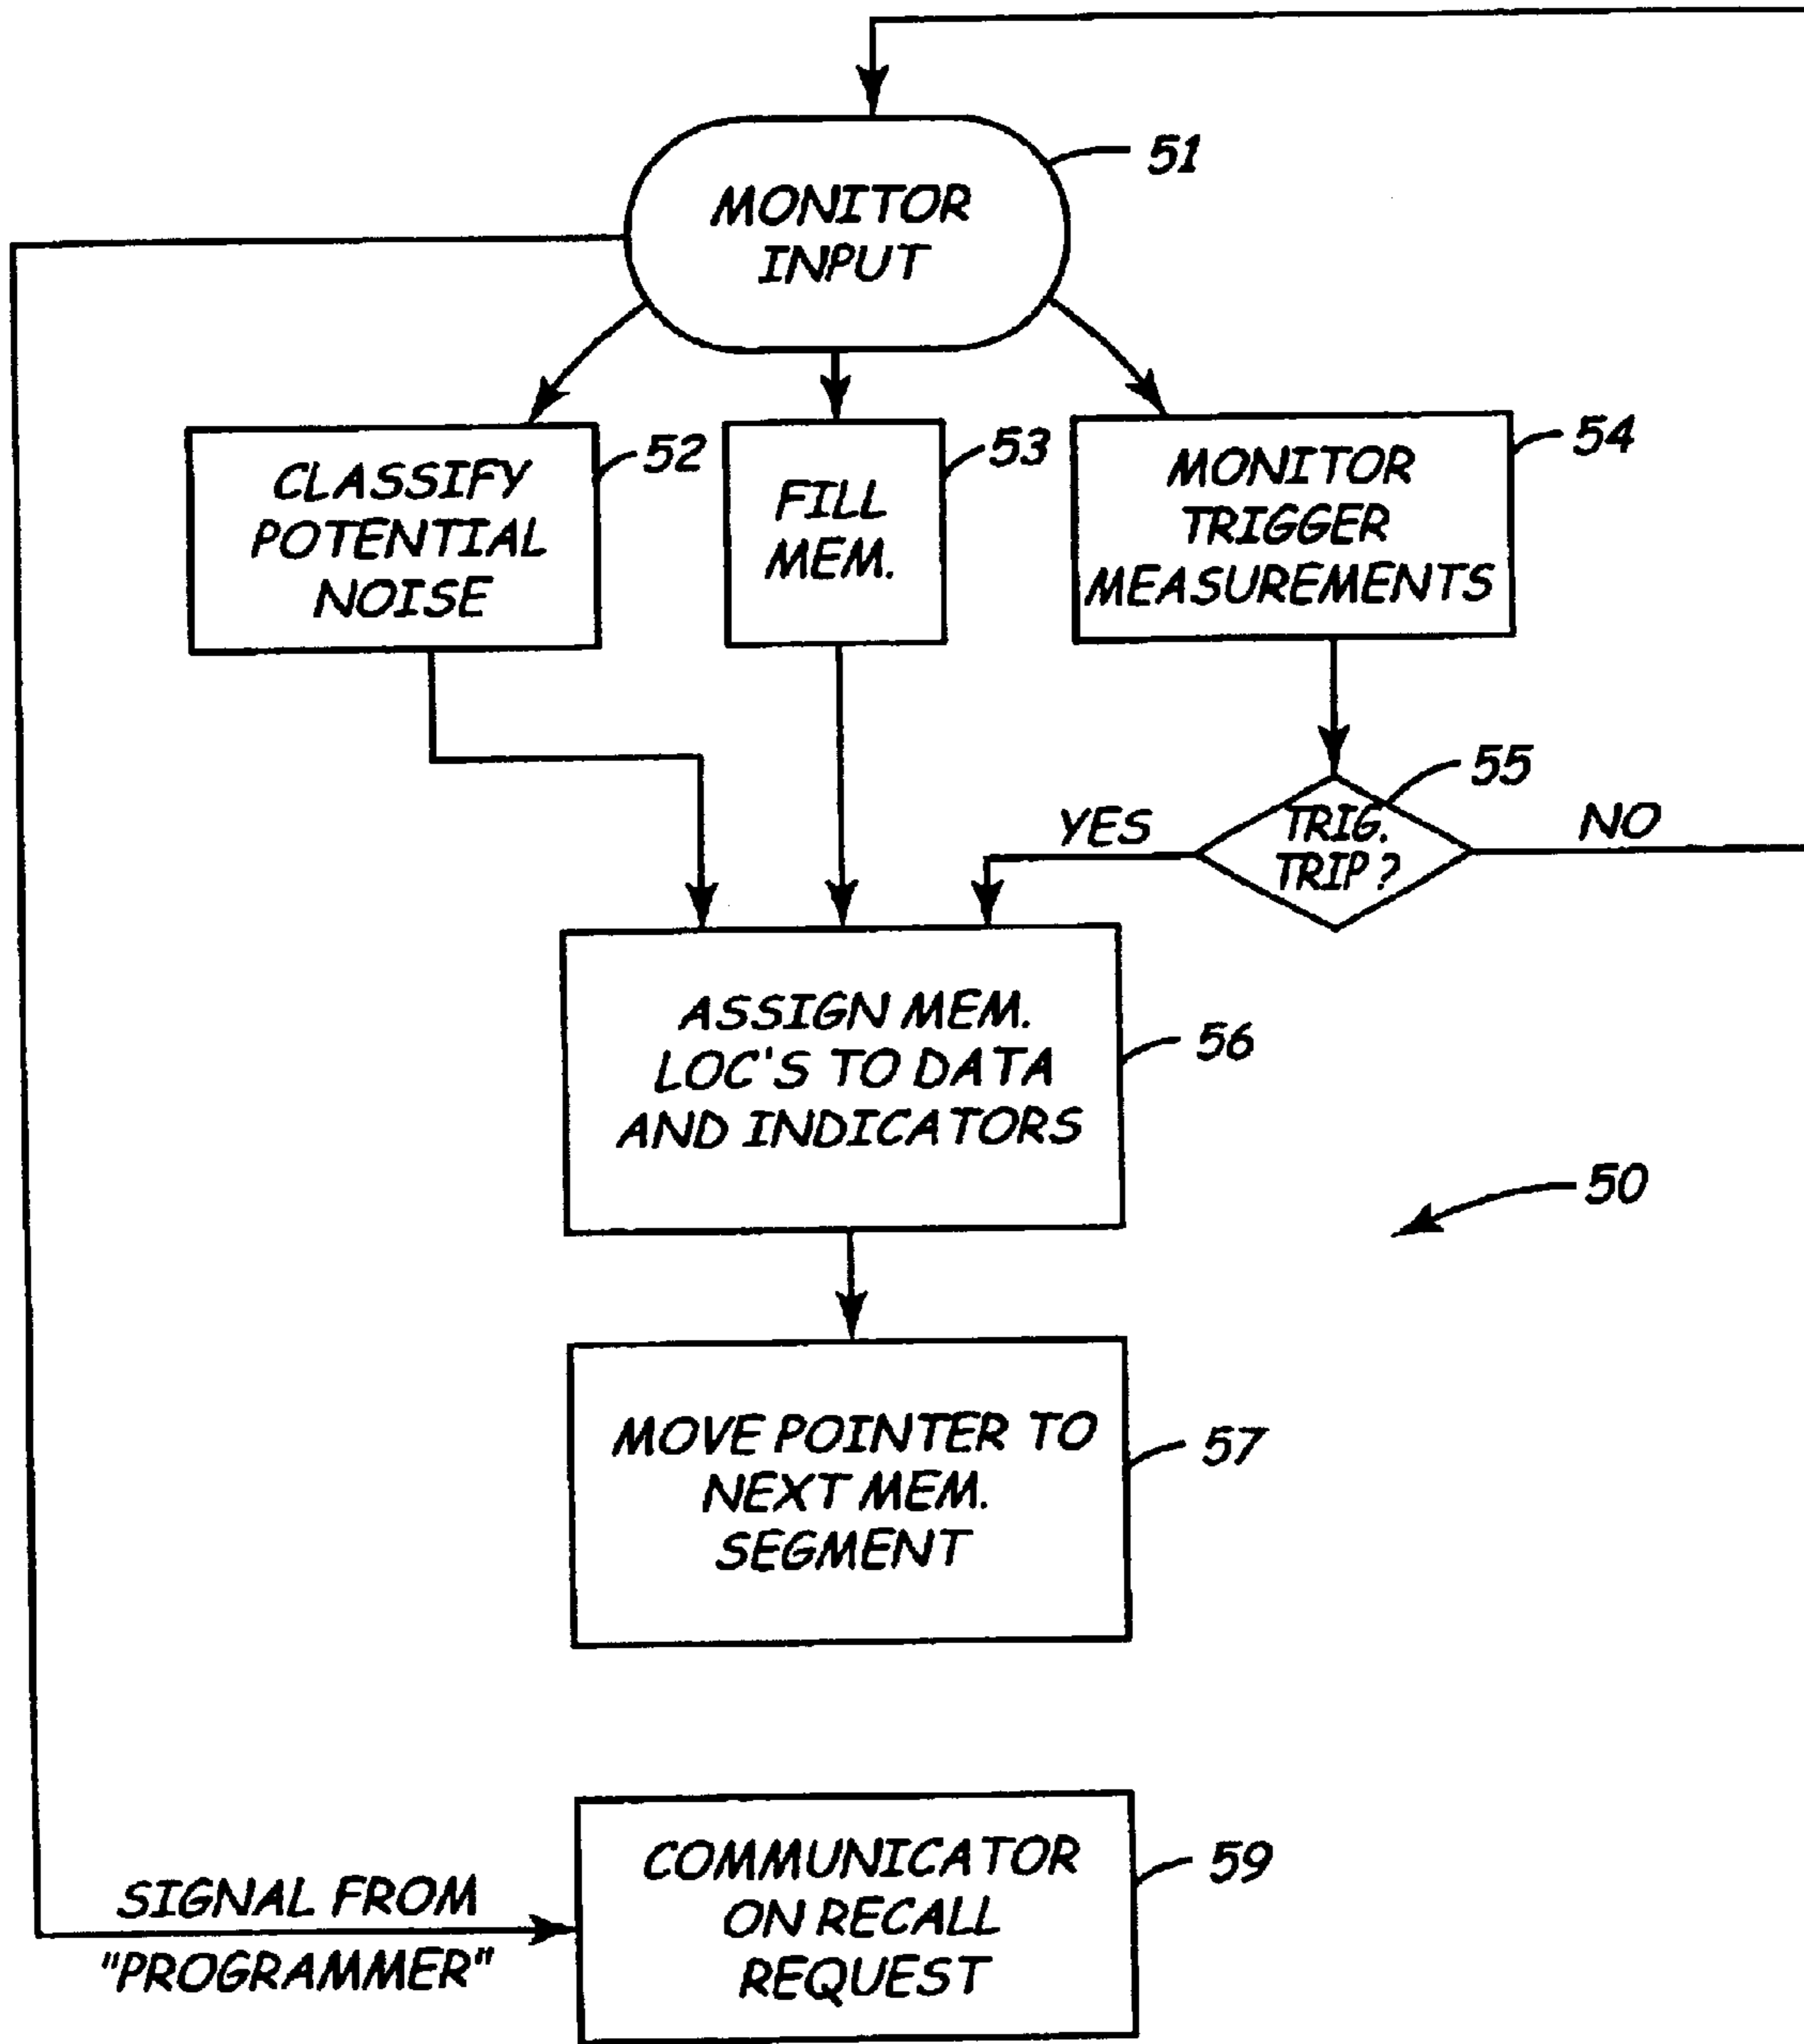 51
MONITOR
INPUT
52
CLASSIFY
POTENTIAL
NOISE
53
FILL
MEM.
54
MONITOR
TRIGGER
MEASUREMENTS
55
YES
TRIG.
TRIP?
NO
ASSIGN MEM.
LOC'S TO DATA
AND INDICATORS
56
50
MOVE POINTER TO
NEXT MEM.
SEGMENT
57
SIGNAL FROM
"PROGRAMMER"
COMMUNICATOR
ON RECALL
REQUEST
59